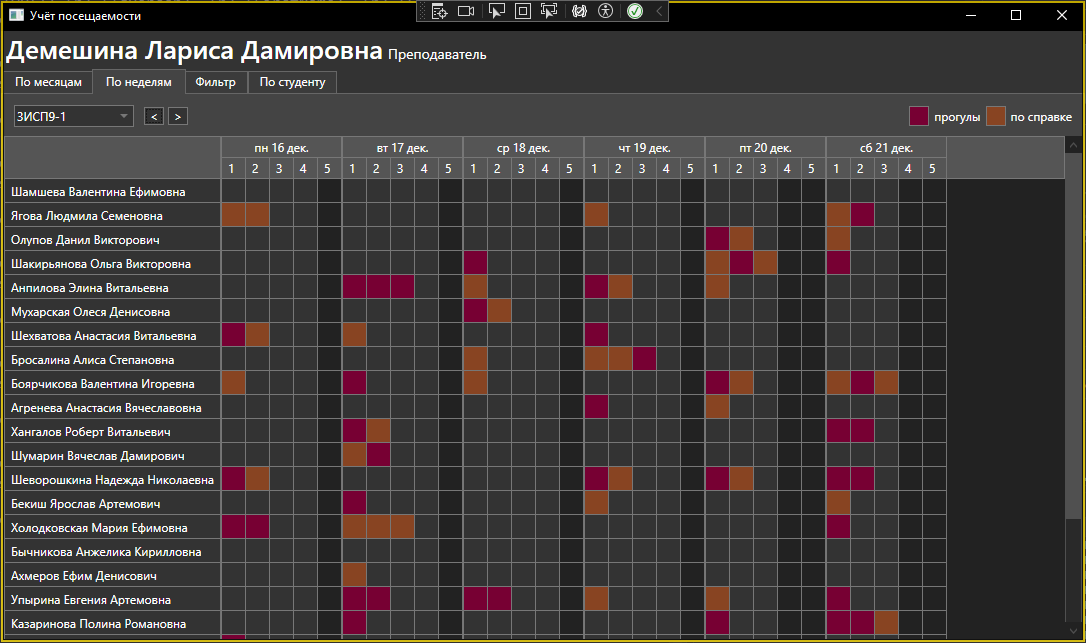 Учёт посещаемости
Демешина Лариса Дамировна Преподаватель
По месяцам По неделям Фильтр По студенту
3ИСП9-1 < > прогулы по справке
пн 16 дек. вт 17 дек. ср 18 дек. чт 19 дек. пт 20 дек. сб 21 дек.
1 2 3 4 5 1 2 3 4 5 1 2 3 4 5 1 2 3 4 5 1 2 3 4 5 1 2 3 4 5
Шамшева Валентина Ефимовна
Ягова Людмила Семеновна
Олупов Данил Викторович
Шакирьянова Ольга Викторовна
Анпилова Элина Витальевна
Мухарская Олеся Денисовна
Шехватова Анастасия Витальевна
Бросалина Алиса Степановна
Боярчикова Валентина Игоревна
Агренева Анастасия Вячеславовна
Хангалов Роберт Витальевич
Шумарин Вячеслав Дамирович
Шеворошкина Надежда Николаевна
Бекиш Ярослав Артемович
Холодковская Мария Ефимовна
Бычникова Анжелика Кирилловна
Ахмеров Ефим Денисович
Упырина Евгения Артемовна
Казаринова Полина Романовна